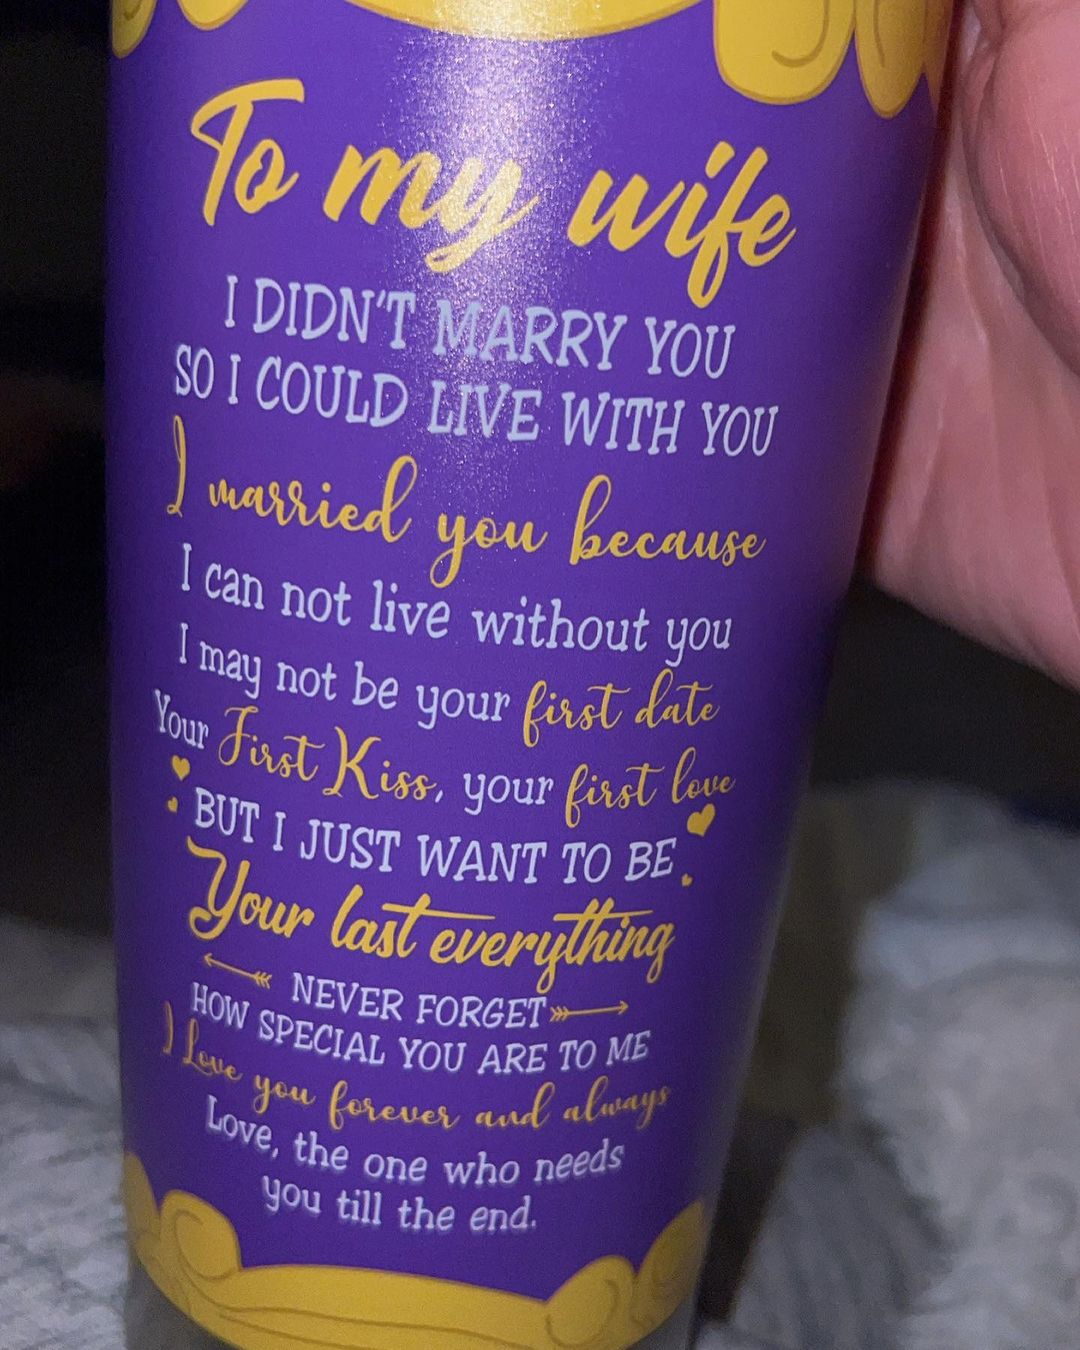 To my wife
I DIDN'T MARRY YOU
SO I COULD LIVE WITH YOU
I married you because
I can not live without you
I may not be your first date
Your First Kiss, your first love
BUT I JUST WANT TO BE
Your last everything
NEVER FORGET
HOW SPECIAL YOU ARE TO ME
I Love you forever and always
Love, the one who needs
you till the end.